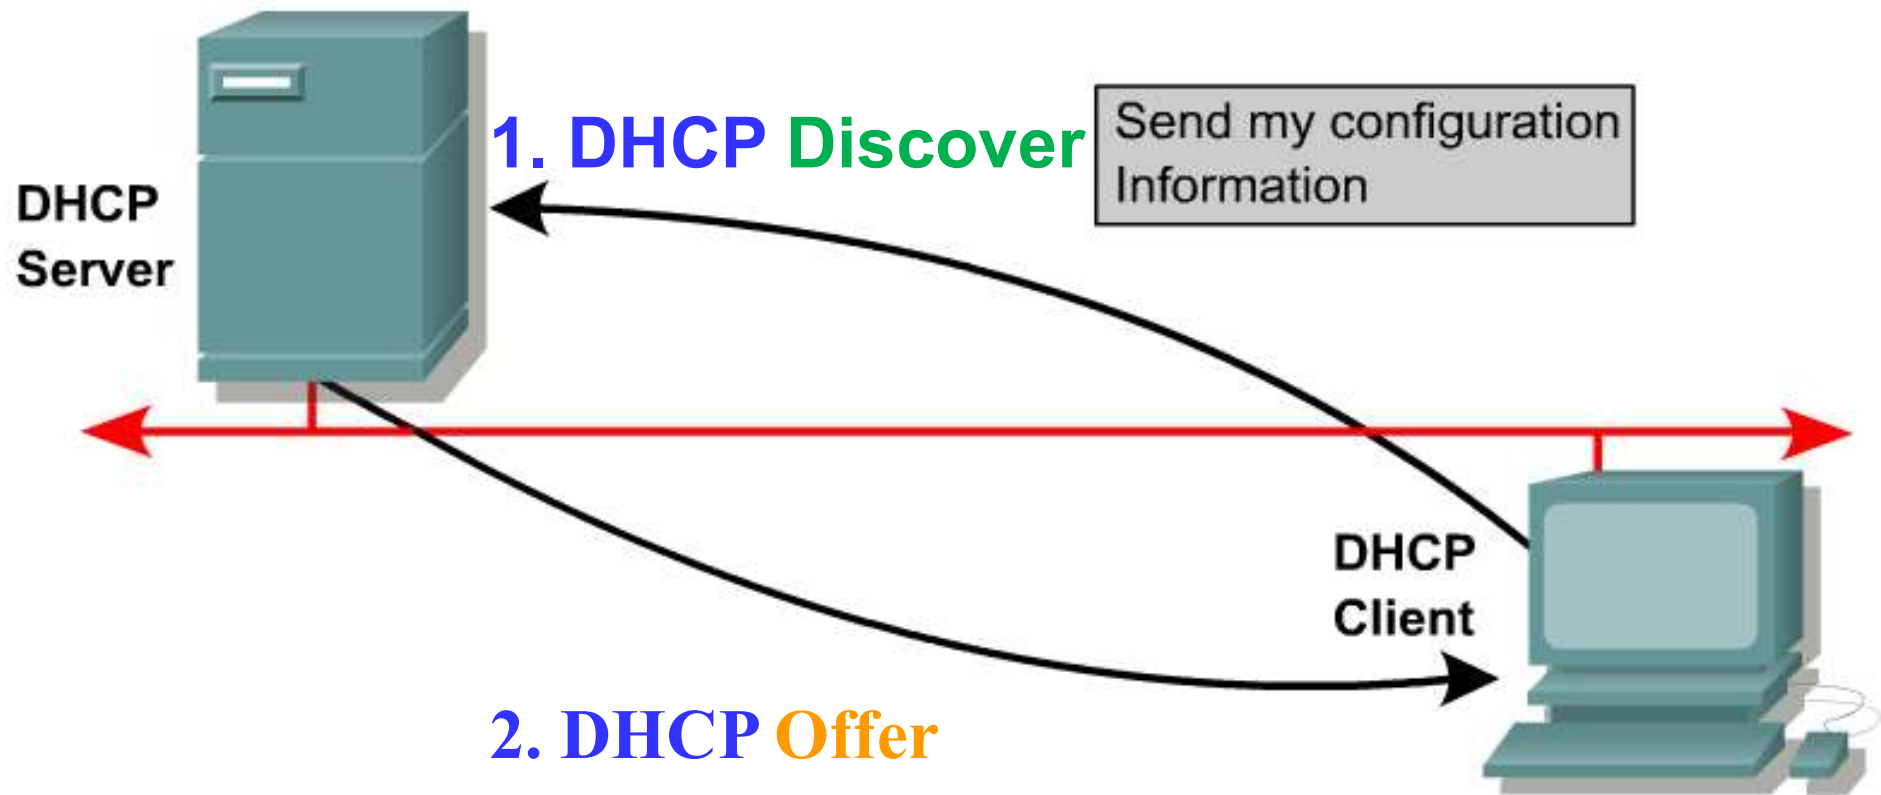 1. DHCP Discover
Send my configuration
Information
DHCP
Server
DHCP
Client
2. DHCP Offer